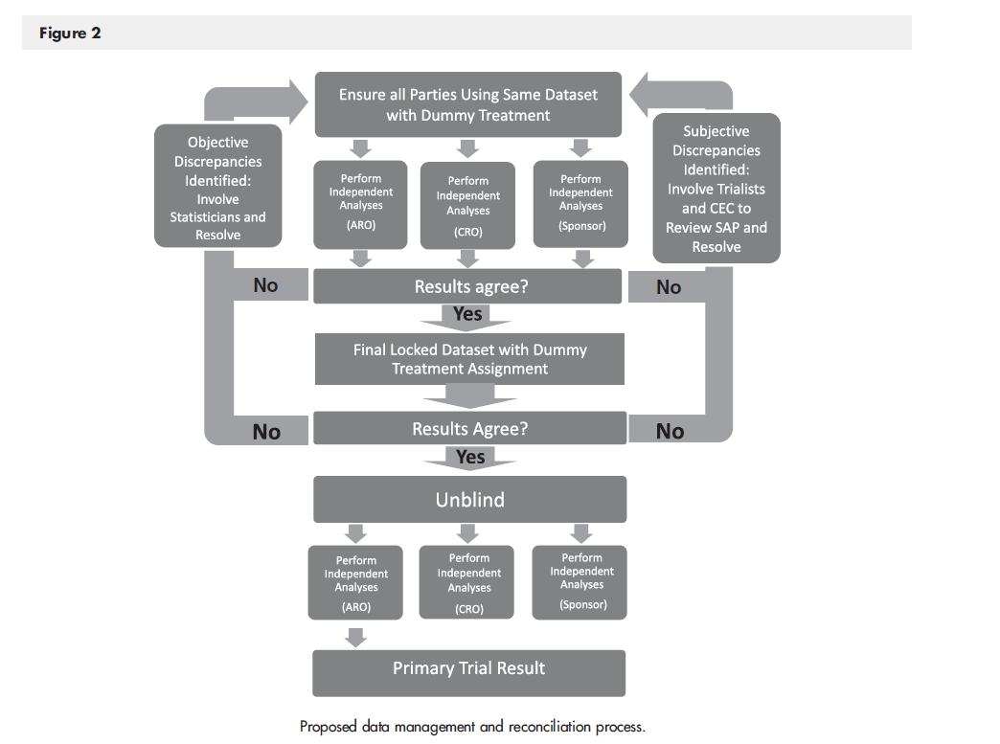 Figure 2
Ensure all Parties Using Same Dataset
with Dummy Treatment
Objective
Discrepancies
Identified:
Involve
Statisticians and
Resolve
Subjective
Discrepancies
Identified:
Involve Trialists
and CEC to
Review SAP and
Resolve
Perform
Independent
Analyses
(ARO)
Perform
Independent
Analyses
(CRO)
Perform
Independent
Analyses
(Sponsor)
No
Results agree?
No
Yes
Final Locked Dataset with Dummy
Treatment Assignment
No
Results Agree?
No
Yes
Unblind
Perform
Independent
Analyses
(ARO)
Perform
Independent
Analyses
(CRO)
Perform
Independent
Analyses
(Sponsor)
Primary Trial Result
Proposed data management and reconciliation process.